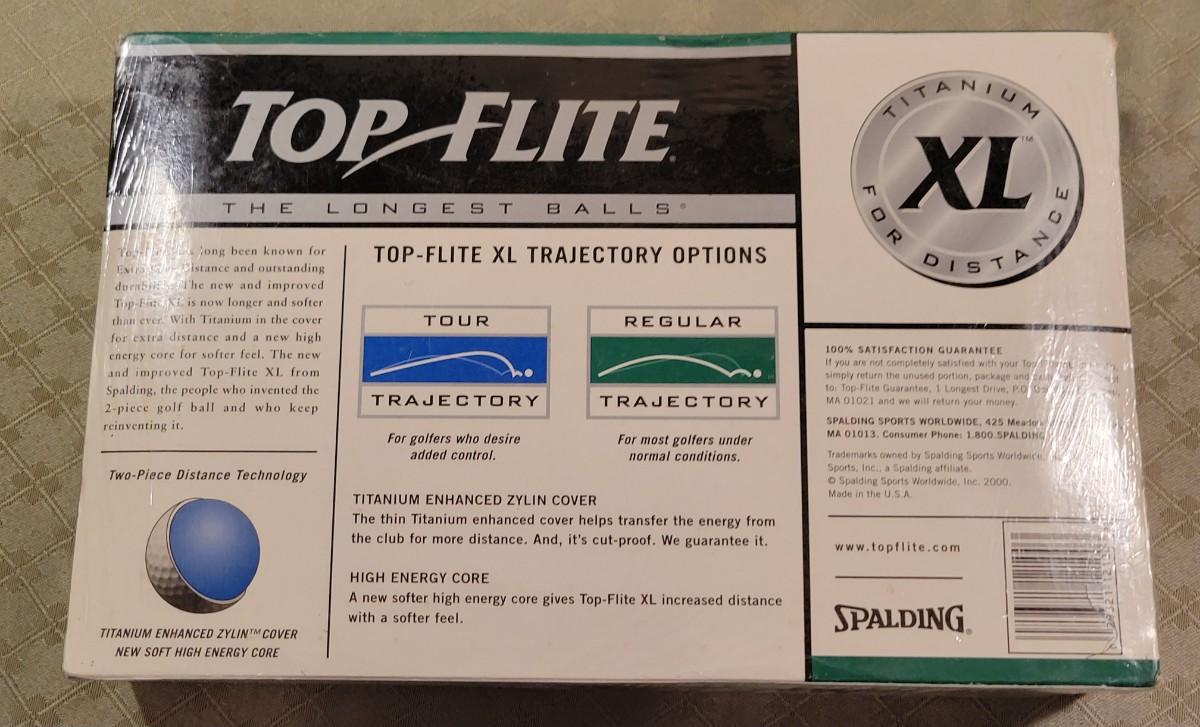 TOP FLITE.
THE LONGEST BALLS®
TITANIUM
XL™
FOR DISTANCE
long been known for
Distance and outstanding
The new and improved
XL is now longer and softer
than ever. With Titanium in the cover
for extra distance and a new high
energy core for softer feel. The new
and improved Top-Flite XL from
Spalding, the people who invented the
2-piece golf ball and who keep
reinventing it.
Two-Piece Distance Technology
TITANIUM ENHANCED ZYLIN™ COVER
NEW SOFT HIGH ENERGY CORE
TOP-FLITE XL TRAJECTORY OPTIONS
TOUR
TRAJECTORY
For golfers who desire
added control.
REGULAR
TRAJECTORY
For most golfers under
normal conditions.
TITANIUM ENHANCED ZYLIN COVER
The thin Titanium enhanced cover helps transfer the energy from
the club for more distance. And, it's cut-proof. We guarantee it.
HIGH ENERGY CORE
A new softer high energy core gives Top-Flite XL increased distance
with a softer feel.
100% SATISFACTION GUARANTEE
If you are not completely satisfied with your
simply return the unused portion, package and
to: Top-Flite Guarantee, 1 Longest Drive, P.O.
MA 01021 and we will return your money.
SPALDING SPORTS WORLDWIDE, 425
MA 01013. Consumer Phone: 1.800.SPALDING
Trademarks owned by Spalding Sports Worldwide,
Sports, Inc., a Spalding affiliate.
© Spalding Sports Worldwide, Inc. 2000.
Made in the U.S.A.
www.topflite.com
SPALDING®